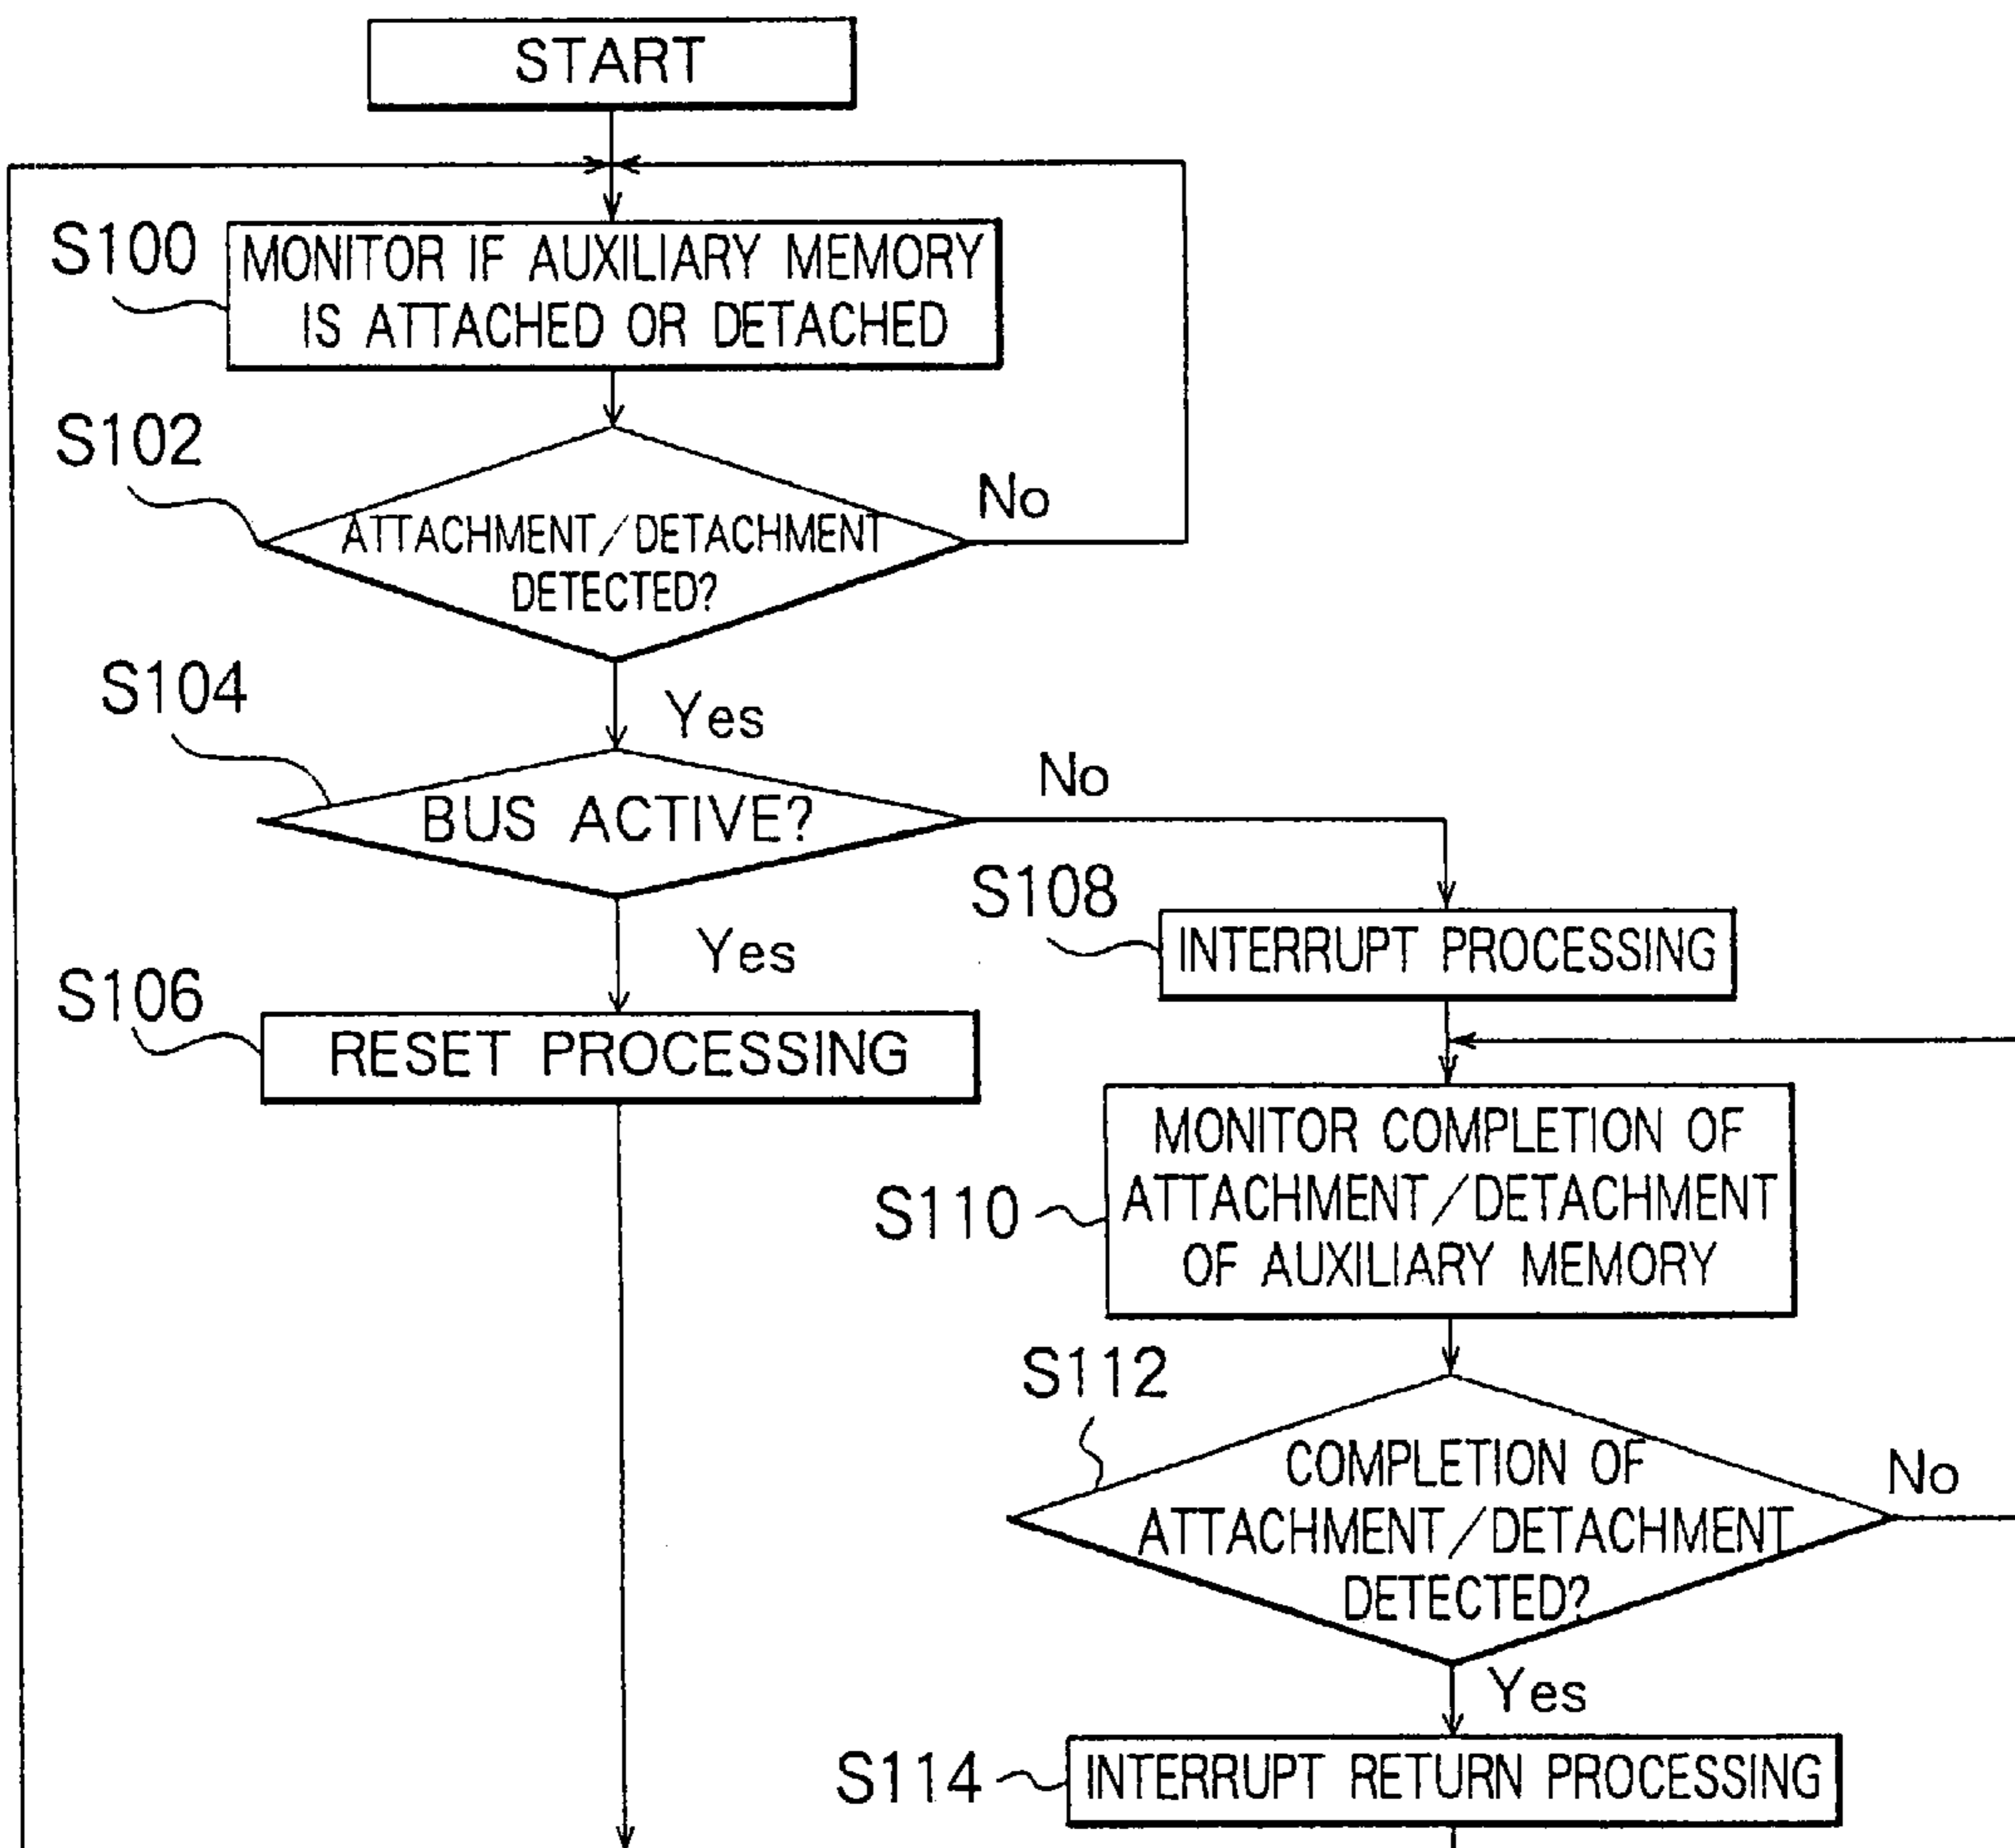 START
S100
MONITOR IF AUXILIARY MEMORY
IS ATTACHED OR DETACHED
S102
No
ATTACHMENT/DETACHMENT
DETECTED?
S104
Yes
No
BUS ACTIVE?
S108
Yes
INTERRUPT PROCESSING
S106
RESET PROCESSING
MONITOR COMPLETION OF
ATTACHMENT/DETACHMENT
S110
OF AUXILIARY MEMORY
S112
COMPLETION OF
No
ATTACHMENT/DETACHMENT
DETECTED?
Yes
S114
INTERRUPT RETURN PROCESSING